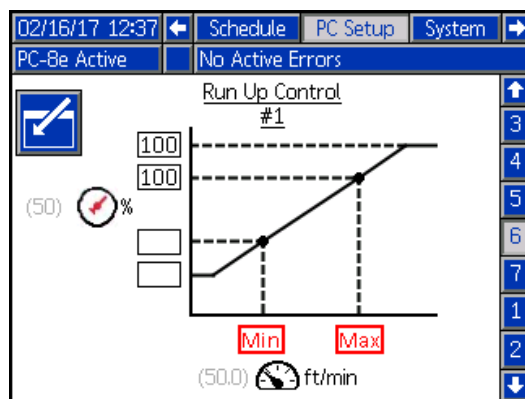 02/16/17 12:37 Schedule PC Setup System
PC-8e Active No Active Errors
Run Up Control
#1
3
100
4
100
5
(50) %
6
7
1
Min Max
2
(50.0) ft/min